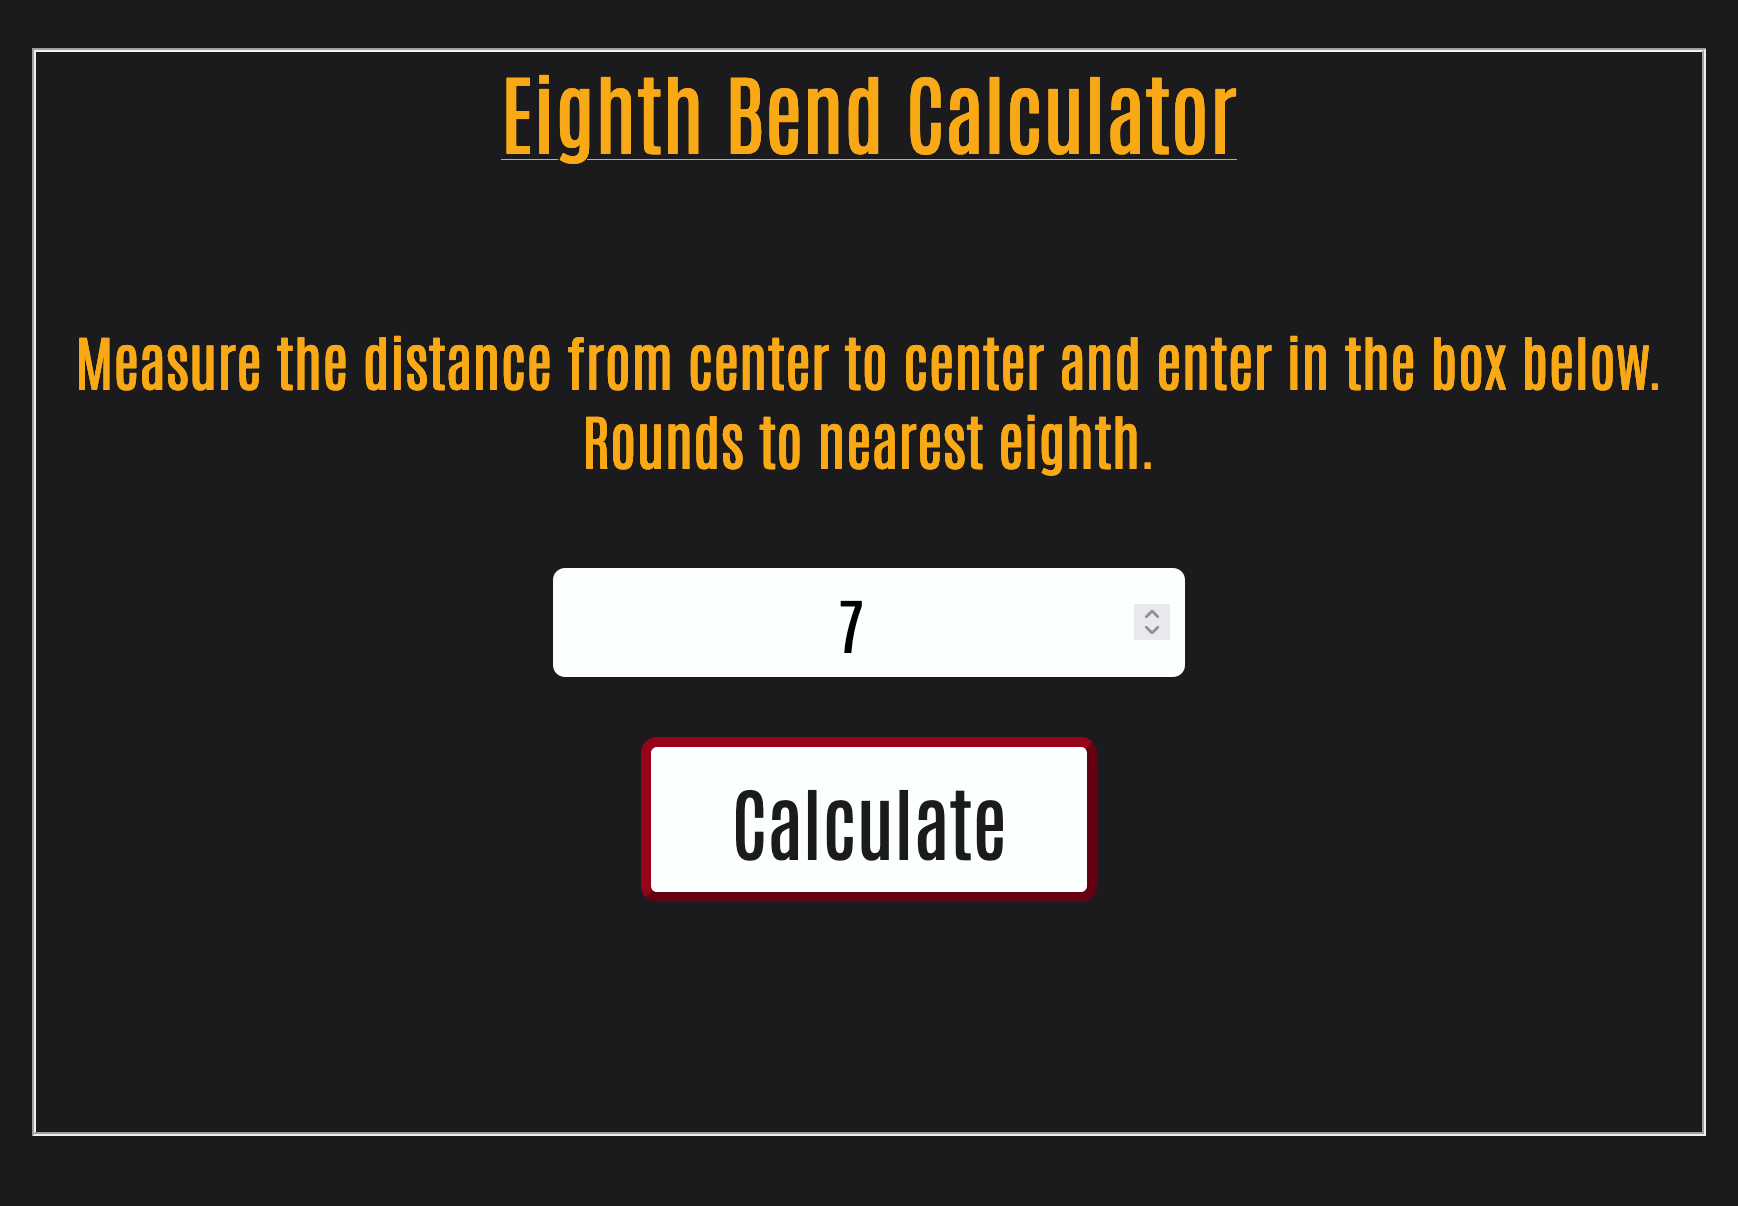 Eighth Bend Calculator
Measure the distance from center to center and enter in the box below.
Rounds to nearest eighth.
7
Calculate